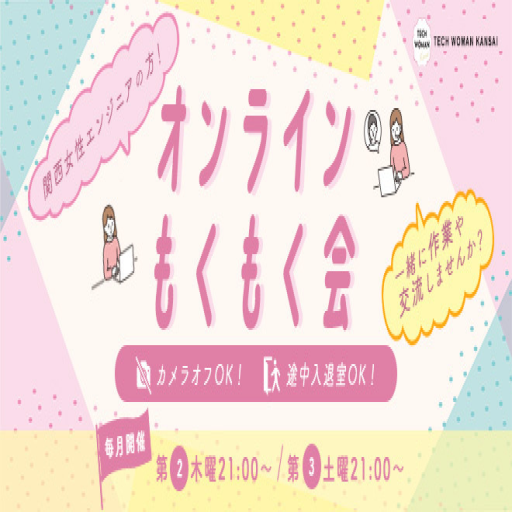 TECH
WOMAN
TECH WOMAN KANSAI
関西女性エンジニアの方！
オンライン
もくもく会
一緒に作業や
交流しませんか？
カメラオフOK！ 途中入退室OK！
毎月開催
第2木曜21:00～/第3土曜21:00～